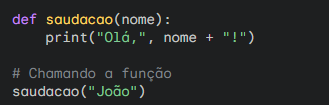 def saudacao(nome):
    print("Olá,", nome + "!")

# Chamando a função
saudacao("João")